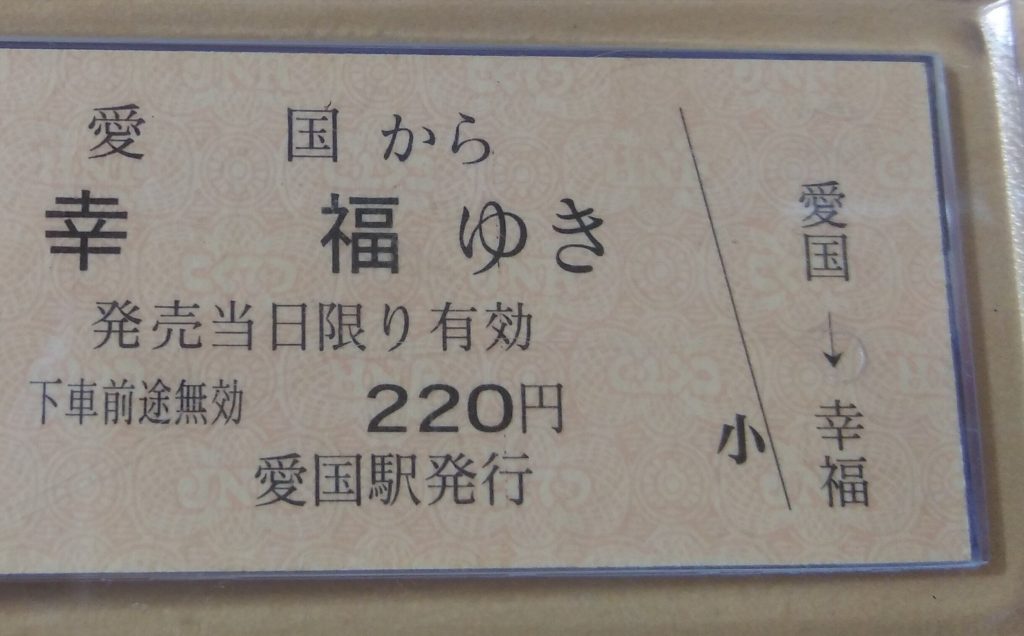 愛 国 から
幸 福 ゆき
発売当日限り有効
下車前途無効 220円
愛国駅発行
小
愛国→幸福